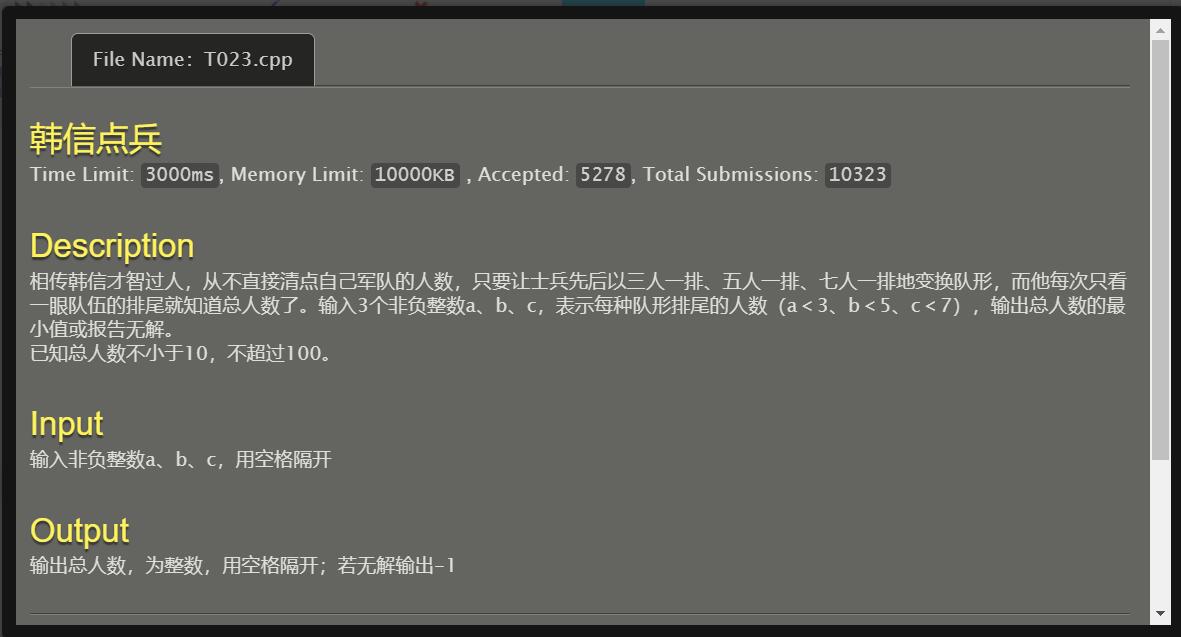 File Name：T023.cpp
韩信点兵
Time Limit: 3000ms, Memory Limit: 10000KB , Accepted: 5278, Total Submissions: 10323
Description
相传韩信才智过人，从不直接清点自己军队的人数，只要让士兵先后以三人一排、五人一排、七人一排地变换队形，而他每次只看
一眼队伍的排尾就知道总人数了。输入3个非负整数a、b、c，表示每种队形排尾的人数（a＜3、b＜5、c＜7），输出总人数的最
小值或报告无解。
已知总人数不小于10，不超过100。
Input
输入非负整数a、b、c，用空格隔开
Output
输出总人数，为整数，用空格隔开；若无解输出-1